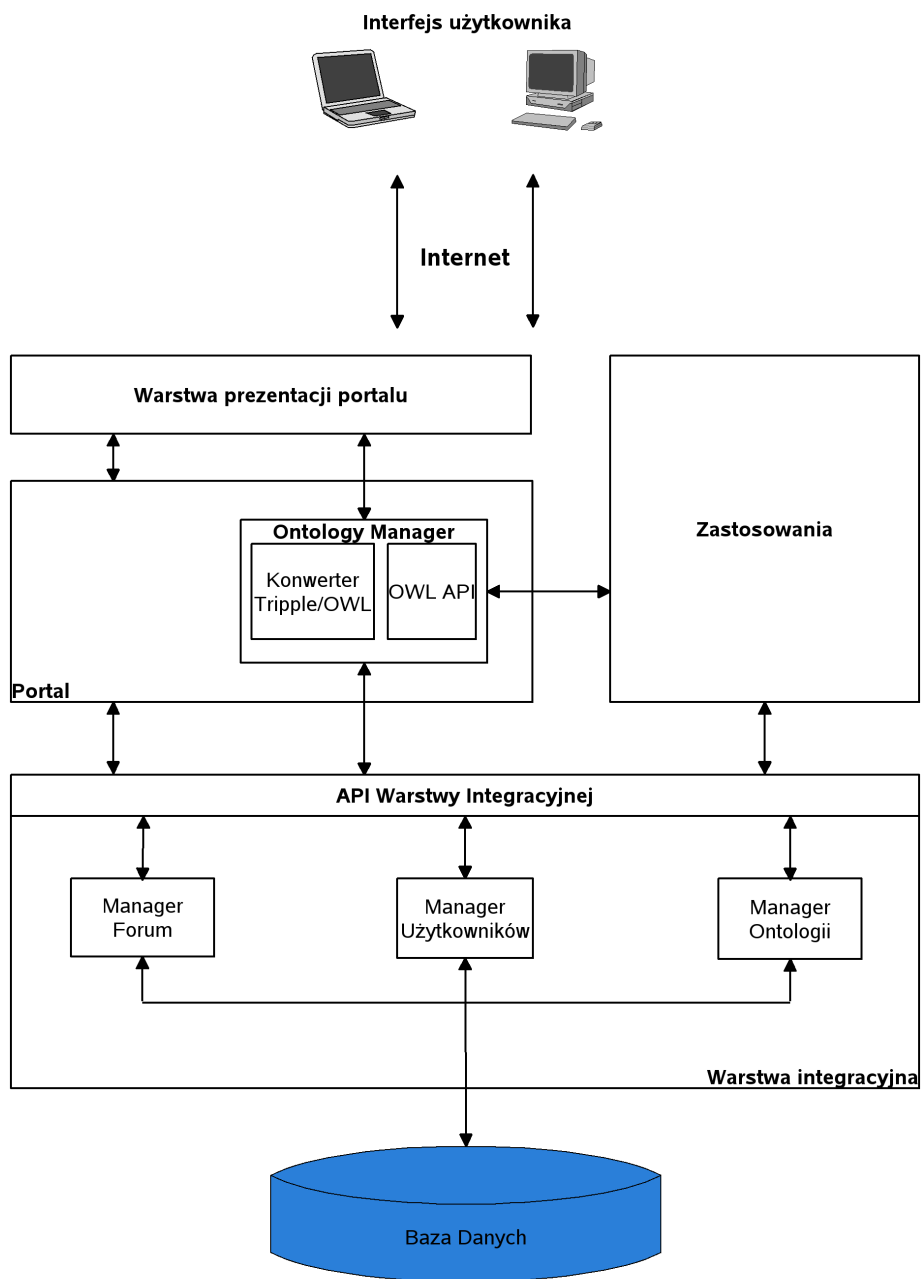 Interfejs użytkownika
Internet
Warstwa prezentacji portalu
Zastosowania
Ontology Manager
Konwerter
Tripple/OWL
OWL API
Portal
API Warstwy Integracyjnej
Manager
Forum
Manager
Użytkowników
Manager
Ontologii
Warstwa integracyjna
Baza Danych